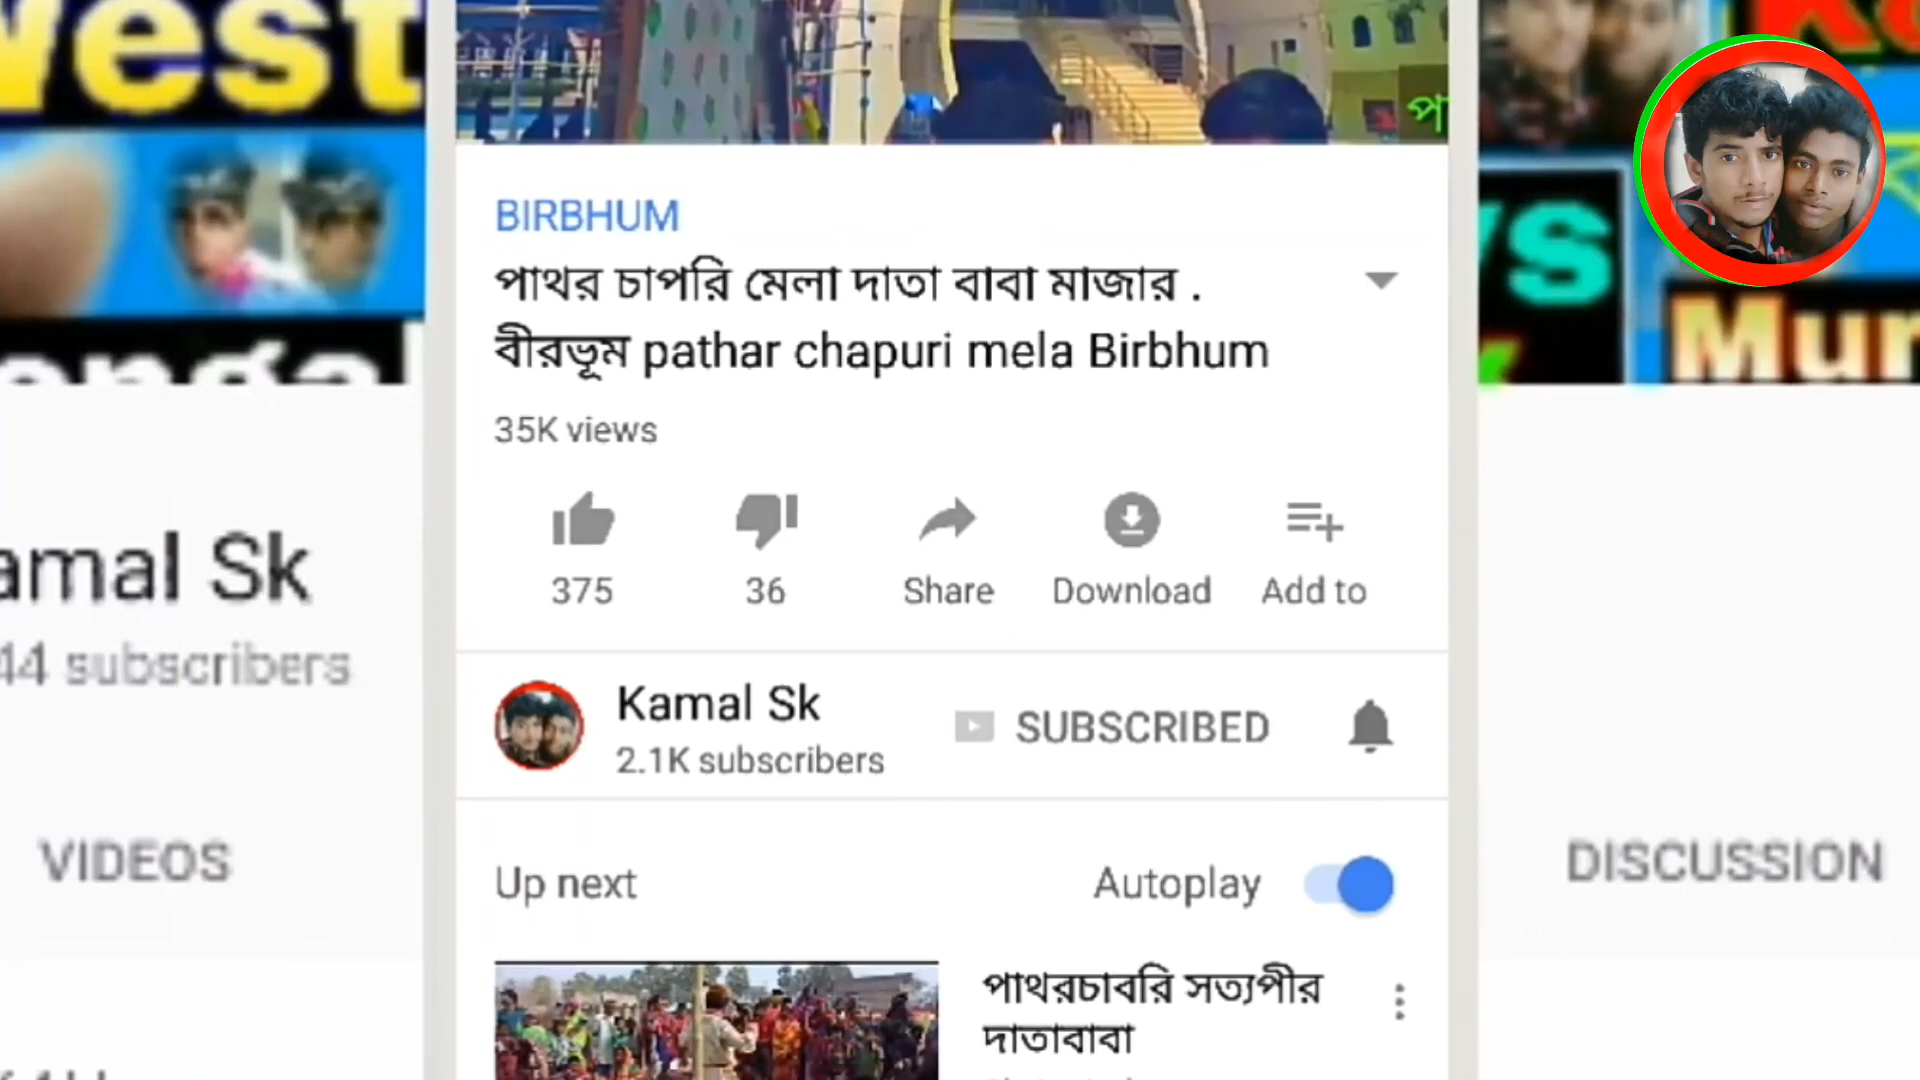 West
BIRBHUM
পাথর চাপরি মেলা দাতা বাবা মাজার .
বীরভূম pathar chapuri mela Birbhum
35K views
375
36
Share
Download
Add to
amal Sk
44 subscribers
Kamal Sk
2.1K subscribers
SUBSCRIBED
VIDEOS
DISCUSSION
Up next
Autoplay
পাথরচাবরি সত্যপীর
দাতাবাবা